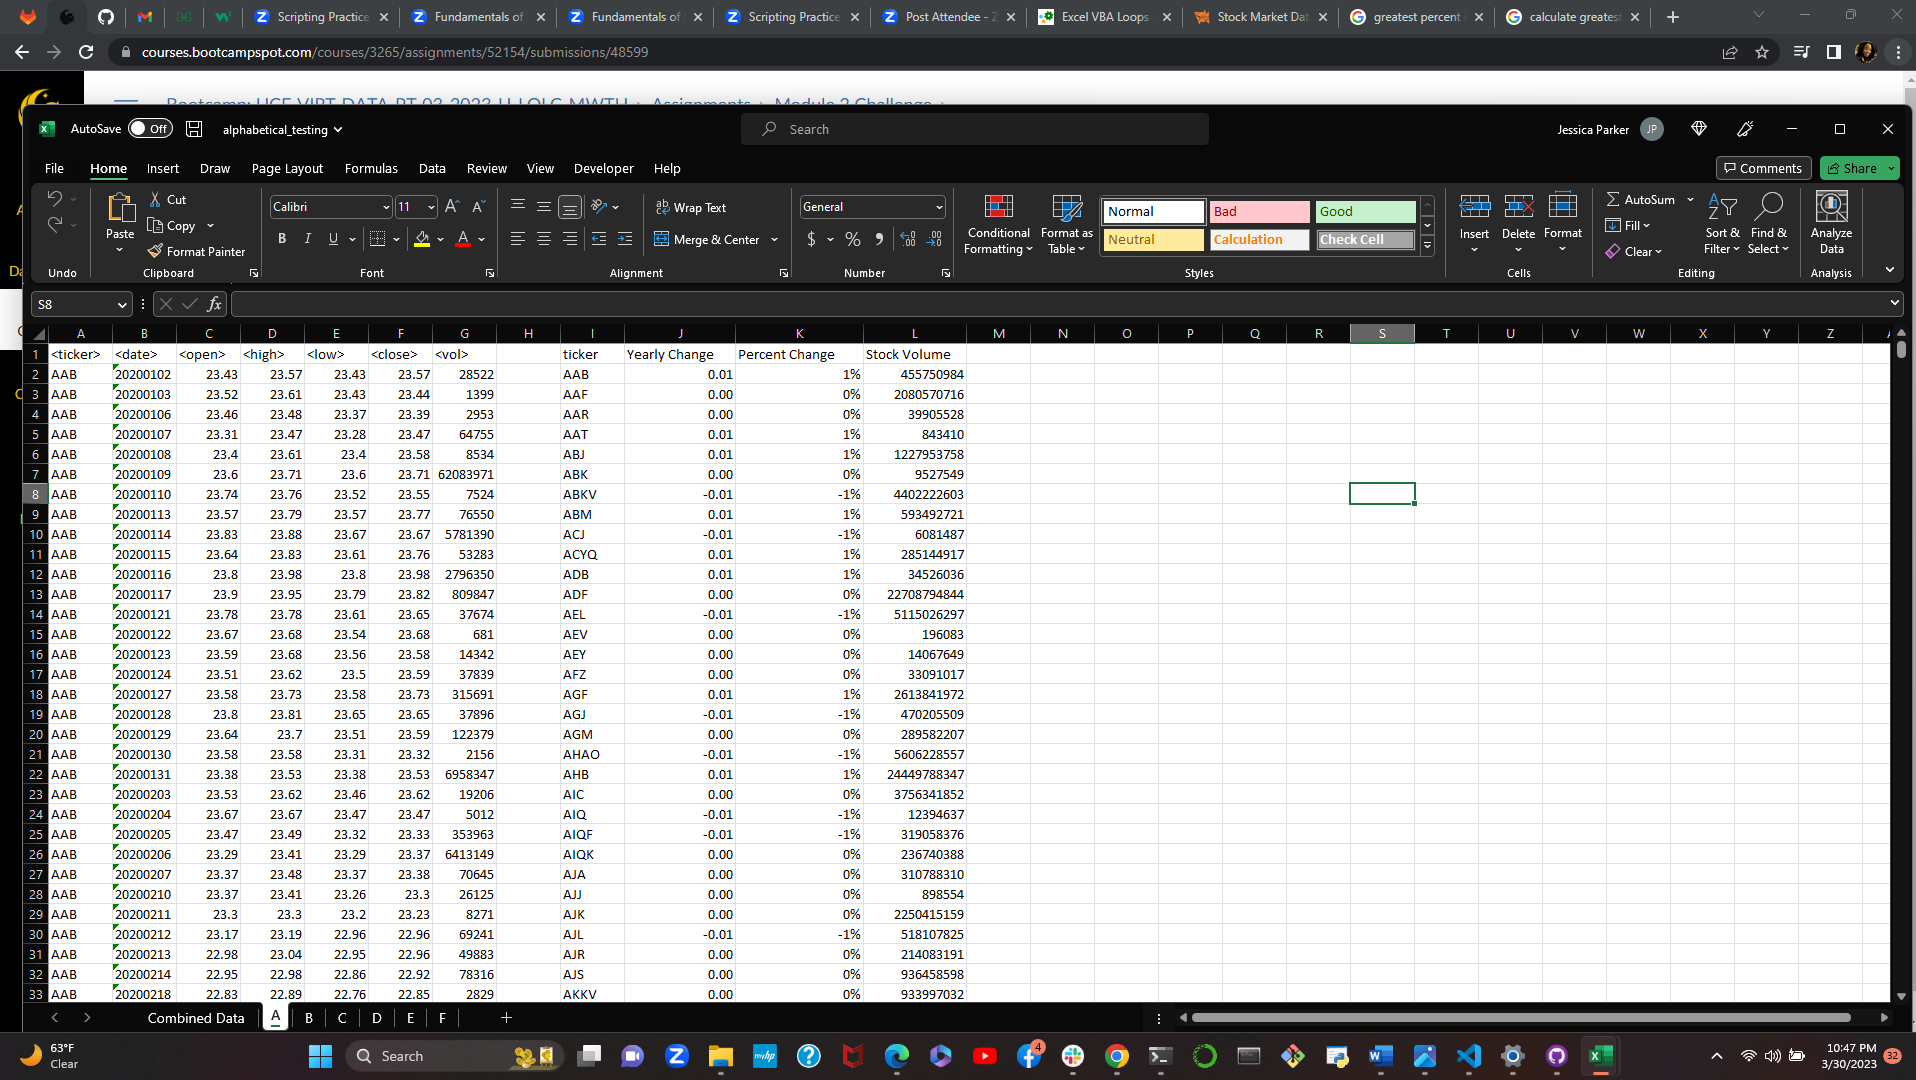 Scripting Practice
Fundamentals of
Fundamentals of
Scripting Practice
Post Attendee - Z
Excel VBA Loops
Stock Market Dat
greatest percent
calculate greatest
courses.bootcampspot.com/courses/3265/assignments/52154/submissions/48599
AutoSave Off alphabetical_testing Search Jessica Parker JP
File Home Insert Draw Page Layout Formulas Data Review View Developer Help Comments Share
Cut
Copy
Format Painter
Paste
Calibri 11
B I U
Wrap Text
Merge & Center
General
$ %
Conditional Formatting
Format as Table
Normal Bad Good
Neutral Calculation Check Cell
Insert Delete Format
AutoSum
Fill
Clear
Sort & Filter
Find & Select
Analyze Data
Undo Clipboard Font Alignment Number Styles Cells Editing Analysis
S8 fx
A B C D E F G H I J K L M N O P Q R S T U V W X Y Z
1 <ticker> <date> <open> <high> <low> <close> <vol> ticker Yearly Change Percent Change Stock Volume
2 AAB 20200102 23.43 23.57 23.43 23.57 28522 AAB 0.01 1% 455750984
3 AAB 20200103 23.52 23.61 23.43 23.44 1399 AAF 0.00 0% 2080570716
4 AAB 20200106 23.46 23.48 23.37 23.39 2953 AAR 0.00 0% 39905528
5 AAB 20200107 23.31 23.47 23.28 23.47 64755 AAT 0.01 1% 843410
6 AAB 20200108 23.4 23.61 23.4 23.58 8534 ABJ 0.01 1% 1227953758
7 AAB 20200109 23.6 23.71 23.6 23.71 62083971 ABK 0.00 0% 9527549
8 AAB 20200110 23.74 23.76 23.52 23.55 7524 ABKV -0.01 -1% 4402222603
9 AAB 20200113 23.57 23.79 23.57 23.77 76550 ABM 0.01 1% 593492721
10 AAB 20200114 23.83 23.88 23.67 23.67 5781390 ACJ -0.01 -1% 6081487
11 AAB 20200115 23.64 23.83 23.61 23.76 53283 ACYQ 0.01 1% 285144917
12 AAB 20200116 23.8 23.98 23.8 23.98 2796350 ADB 0.01 1% 34526036
13 AAB 20200117 23.9 23.95 23.79 23.82 809847 ADF 0.00 0% 22708794844
14 AAB 20200121 23.78 23.78 23.61 23.65 37674 AEL -0.01 -1% 5115026297
15 AAB 20200122 23.67 23.68 23.54 23.68 681 AEV 0.00 0% 196083
16 AAB 20200123 23.59 23.68 23.56 23.58 14342 AEY 0.00 0% 14067649
17 AAB 20200124 23.51 23.62 23.5 23.59 37839 AFZ 0.00 0% 33091017
18 AAB 20200127 23.58 23.73 23.58 23.73 315691 AGF 0.01 1% 2613841972
19 AAB 20200128 23.8 23.81 23.65 23.65 37896 AGJ -0.01 -1% 470205509
20 AAB 20200129 23.64 23.7 23.51 23.59 122379 AGM 0.00 0% 289582207
21 AAB 20200130 23.58 23.58 23.31 23.32 2156 AHAO -0.01 -1% 5606228557
22 AAB 20200131 23.38 23.53 23.38 23.53 6958347 AHB 0.01 1% 24449788347
23 AAB 20200203 23.53 23.62 23.46 23.62 19206 AIC 0.00 0% 3756341852
24 AAB 20200204 23.67 23.67 23.47 23.47 5012 AIQ -0.01 -1% 12394637
25 AAB 20200205 23.47 23.49 23.32 23.33 353963 AIQF -0.01 -1% 319058376
26 AAB 20200206 23.29 23.41 23.29 23.37 6413149 AIQK 0.00 0% 236740388
27 AAB 20200207 23.37 23.48 23.37 23.38 70645 AJA 0.00 0% 310788310
28 AAB 20200210 23.37 23.41 23.26 23.3 26125 AJJ 0.00 0% 898554
29 AAB 20200211 23.3 23.3 23.2 23.23 8271 AJK 0.00 0% 2250415159
30 AAB 20200212 23.17 23.19 22.96 22.96 69241 AJL -0.01 -1% 518107825
31 AAB 20200213 22.98 23.04 22.95 22.96 49883 AJR 0.00 0% 214083191
32 AAB 20200214 22.95 22.98 22.86 22.92 78316 AJS 0.00 0% 936458598
33 AAB 20200218 22.83 22.89 22.76 22.85 2829 AKKV 0.00 0% 933997032
Combined Data A B C D E F
63°F
Clear
Search
4
10:47 PM
3/30/2023
32